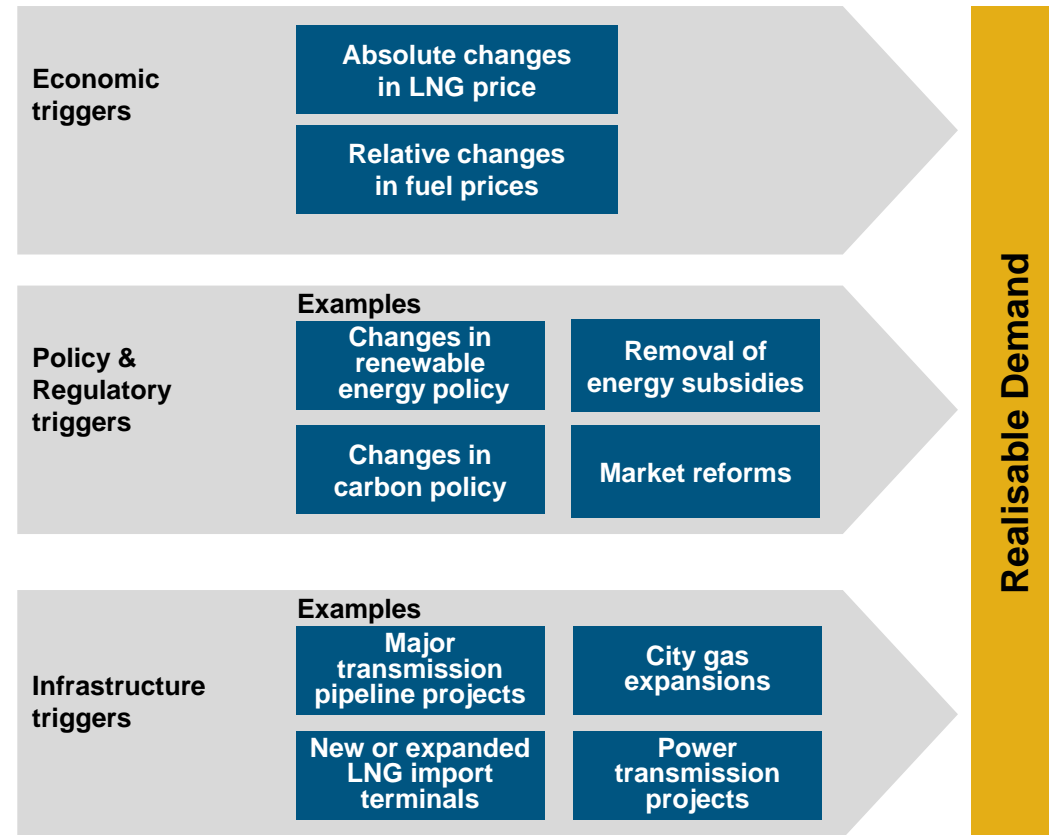 Economic
triggers
Absolute changes
in LNG price
Relative changes
in fuel prices
Policy &
Regulatory
triggers
Examples
Changes in
renewable
energy policy
Removal of
energy subsidies
Changes in
carbon policy
Market reforms
Infrastructure
triggers
Examples
Major
transmission
pipeline projects
City gas
expansions
New or expanded
LNG import
terminals
Power
transmission
projects
Realisable Demand